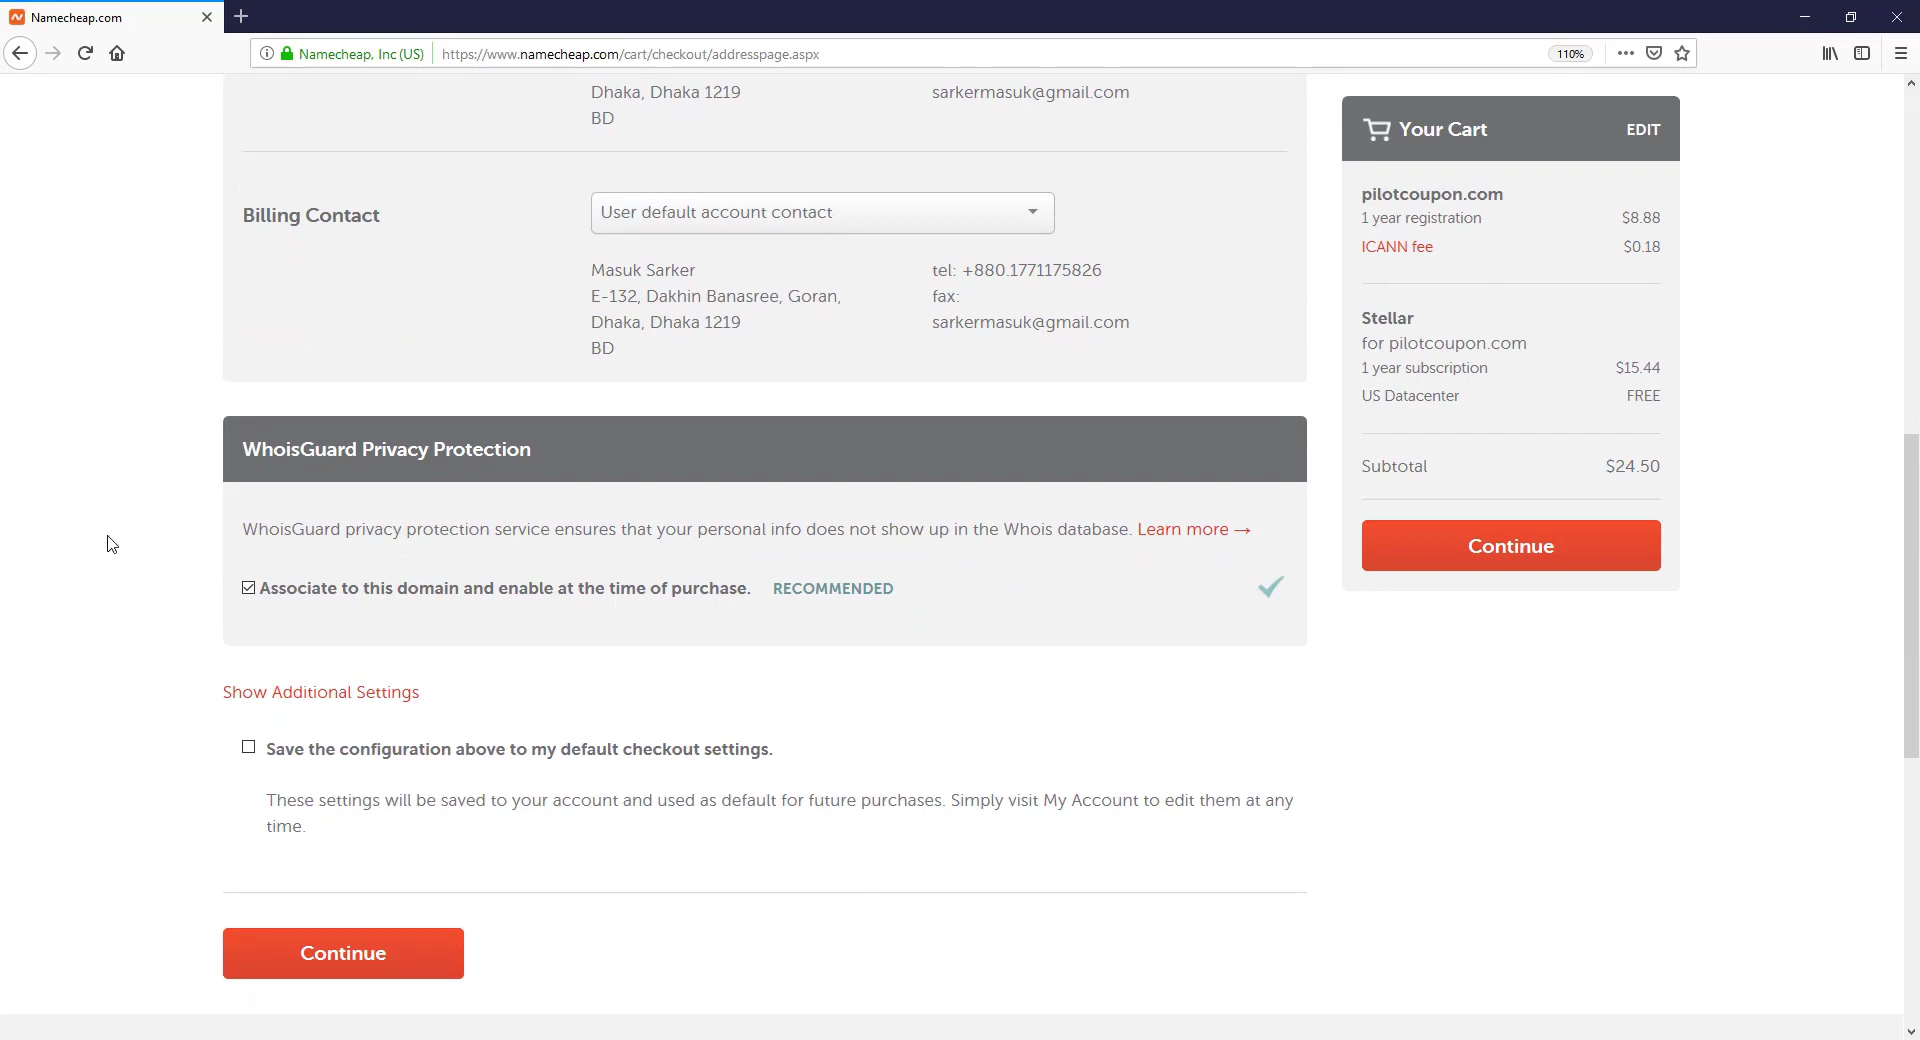 Namecheap.com
Namecheap, Inc (US)
https://www.namecheap.com/cart/checkout/addresspage.aspx
110%
Dhaka, Dhaka 1219
sarkermasuk@gmail.com
BD
Billing Contact
User default account contact
Masuk Sarker
tel: +880.1771175826
E-132, Dakhin Banasree, Goran,
fax:
Dhaka, Dhaka 1219
sarkermasuk@gmail.com
BD
WhoisGuard Privacy Protection
WhoisGuard privacy protection service ensures that your personal info does not show up in the Whois database. Learn more →
Associate to this domain and enable at the time of purchase. RECOMMENDED
Show Additional Settings
Save the configuration above to my default checkout settings.
These settings will be saved to your account and used as default for future purchases. Simply visit My Account to edit them at any
time.
Continue
Your Cart
EDIT
pilotcoupon.com
1 year registration $8.88
ICANN fee $0.18
Stellar
for pilotcoupon.com
1 year subscription $15.44
US Datacenter FREE
Subtotal $24.50
Continue